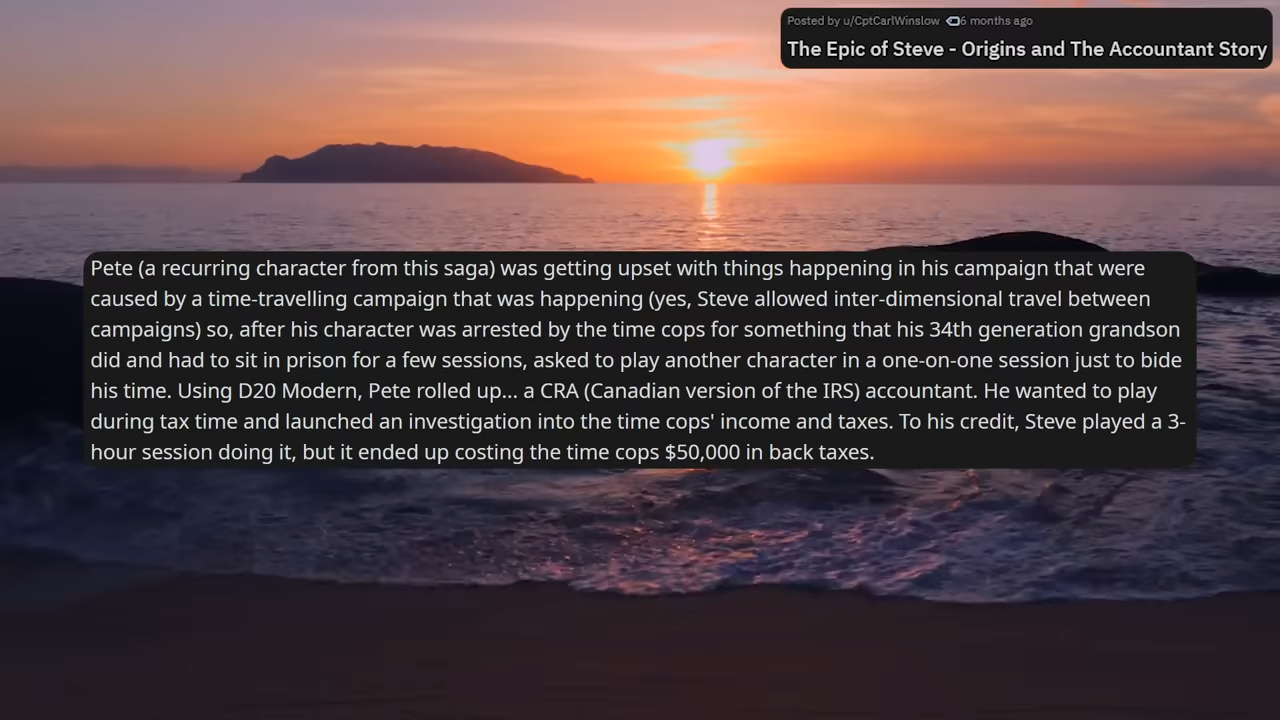 Posted by u/CptCarlWinslow 6 months ago
The Epic of Steve - Origins and The Accountant Story
Pete (a recurring character from this saga) was getting upset with things happening in his campaign that were
caused by a time-travelling campaign that was happening (yes, Steve allowed inter-dimensional travel between
campaigns) so, after his character was arrested by the time cops for something that his 34th generation grandson
did and had to sit in prison for a few sessions, asked to play another character in a one-on-one session just to bide
his time. Using D20 Modern, Pete rolled up... a CRA (Canadian version of the IRS) accountant. He wanted to play
during tax time and launched an investigation into the time cops' income and taxes. To his credit, Steve played a 3-
hour session doing it, but it ended up costing the time cops $50,000 in back taxes.